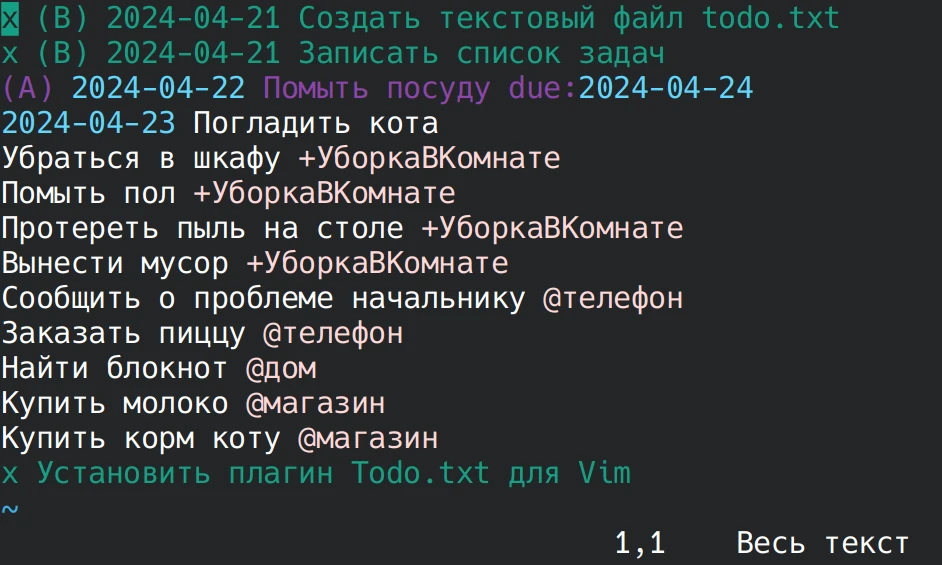 x (B) 2024-04-21 Создать текстовый файл todo.txt
x (B) 2024-04-21 Записать список задач
(A) 2024-04-22 Помыть посуду due:2024-04-24
2024-04-23 Погладить кота
Убраться в шкафу +УборкаВКомнате
Помыть пол +УборкаВКомнате
Протереть пыль на столе +УборкаВКомнате
Вынести мусор +УборкаВКомнате
Сообщить о проблеме начальнику @телефон
Заказать пиццу @телефон
Найти блокнот @дом
Купить молоко @магазин
Купить корм коту @магазин
x Установить плагин Todo.txt для Vim
~
1,1 Весь текст